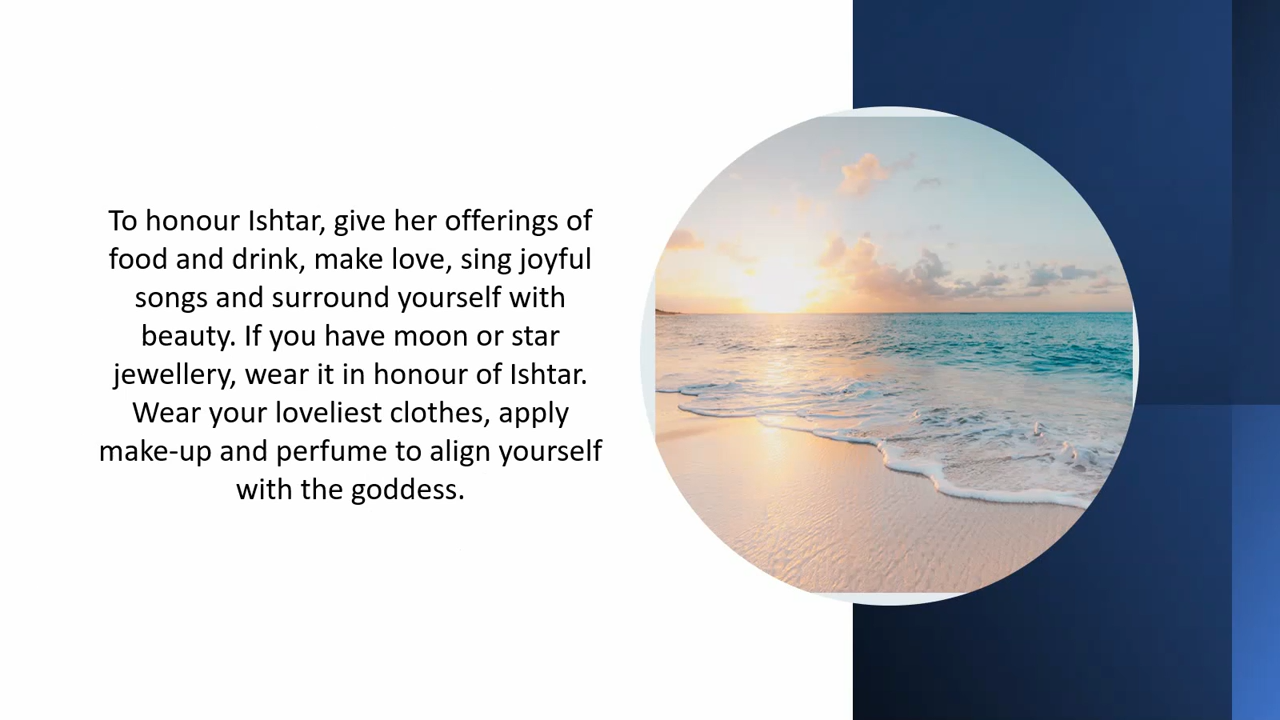 To honour Ishtar, give her offerings of
food and drink, make love, sing joyful
songs and surround yourself with
beauty. If you have moon or star
jewellery, wear it in honour of Ishtar.
Wear your loveliest clothes, apply
make-up and perfume to align yourself
with the goddess.